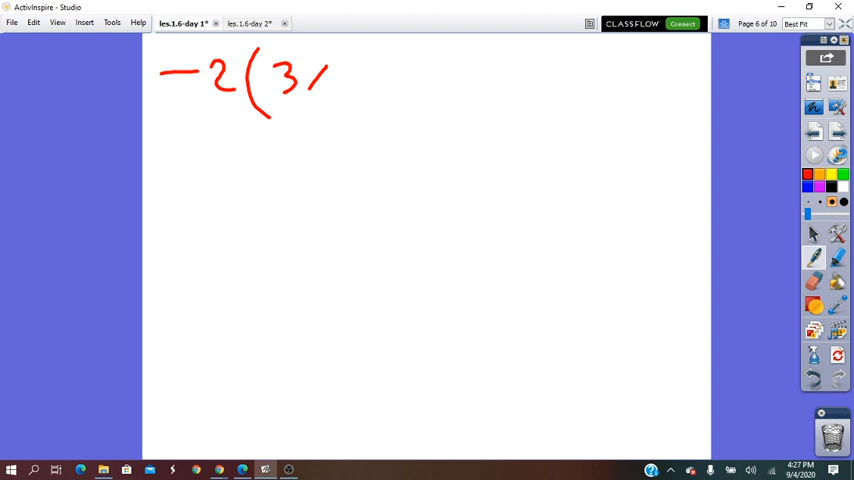 ActivInspire - Studio
File Edit View Insert Tools Help
les.1.6-day 1* les.1.6-day 2*
CLASSFLOW Connect
Page 6 of 10 Best Fit
-2(3
4:27 PM
9/4/2020